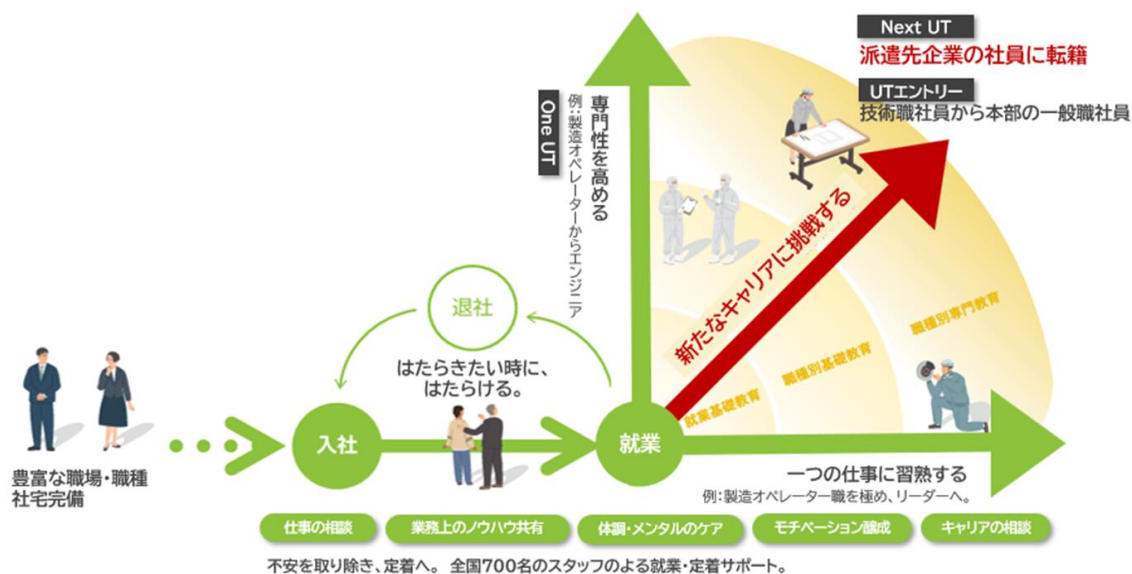 Next UT
派遣先企業の社員に転籍
UTエントリー
技術職社員から本部の一般職社員
One UT
専門性を高める
例:製造オペレーターからエンジニア
新たなキャリアに挑戦する
退社
はたらきたい時に、
はたらける。
職種別専門教育
職種別基礎教育
就業基礎教育
入社
就業
豊富な職場・職種
社宅完備
一つの仕事に習熟する
例:製造オペレーター職を極め、リーダーへ。
仕事の相談
業務上のノウハウ共有
体調・メンタルのケア
モチベーション醸成
キャリアの相談
不安を取り除き、定着へ。 全国700名のスタッフのよる就業・定着サポート。